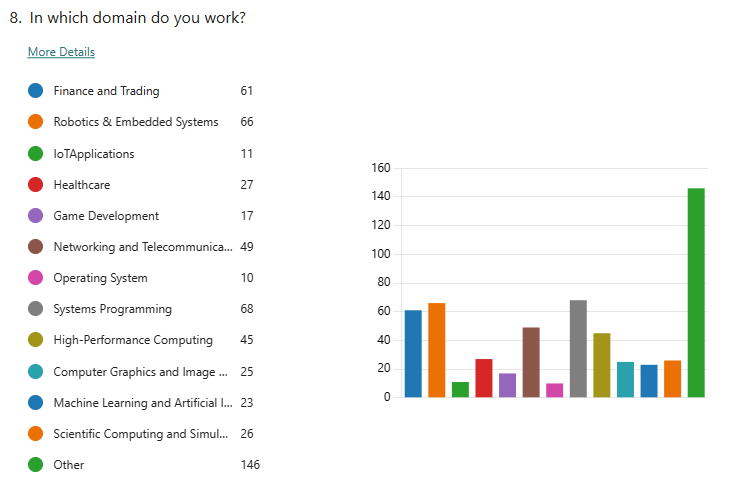 8. In which domain do you work?
More Details
Finance and Trading 61
Robotics & Embedded Systems 66
IoTApplications 11
Healthcare 27
Game Development 17
Networking and Telecommunica... 49
Operating System 10
Systems Programming 68
High-Performance Computing 45
Computer Graphics and Image ... 25
Machine Learning and Artificial I... 23
Scientific Computing and Simul... 26
Other 146
160
140
120
100
80
60
40
20
0